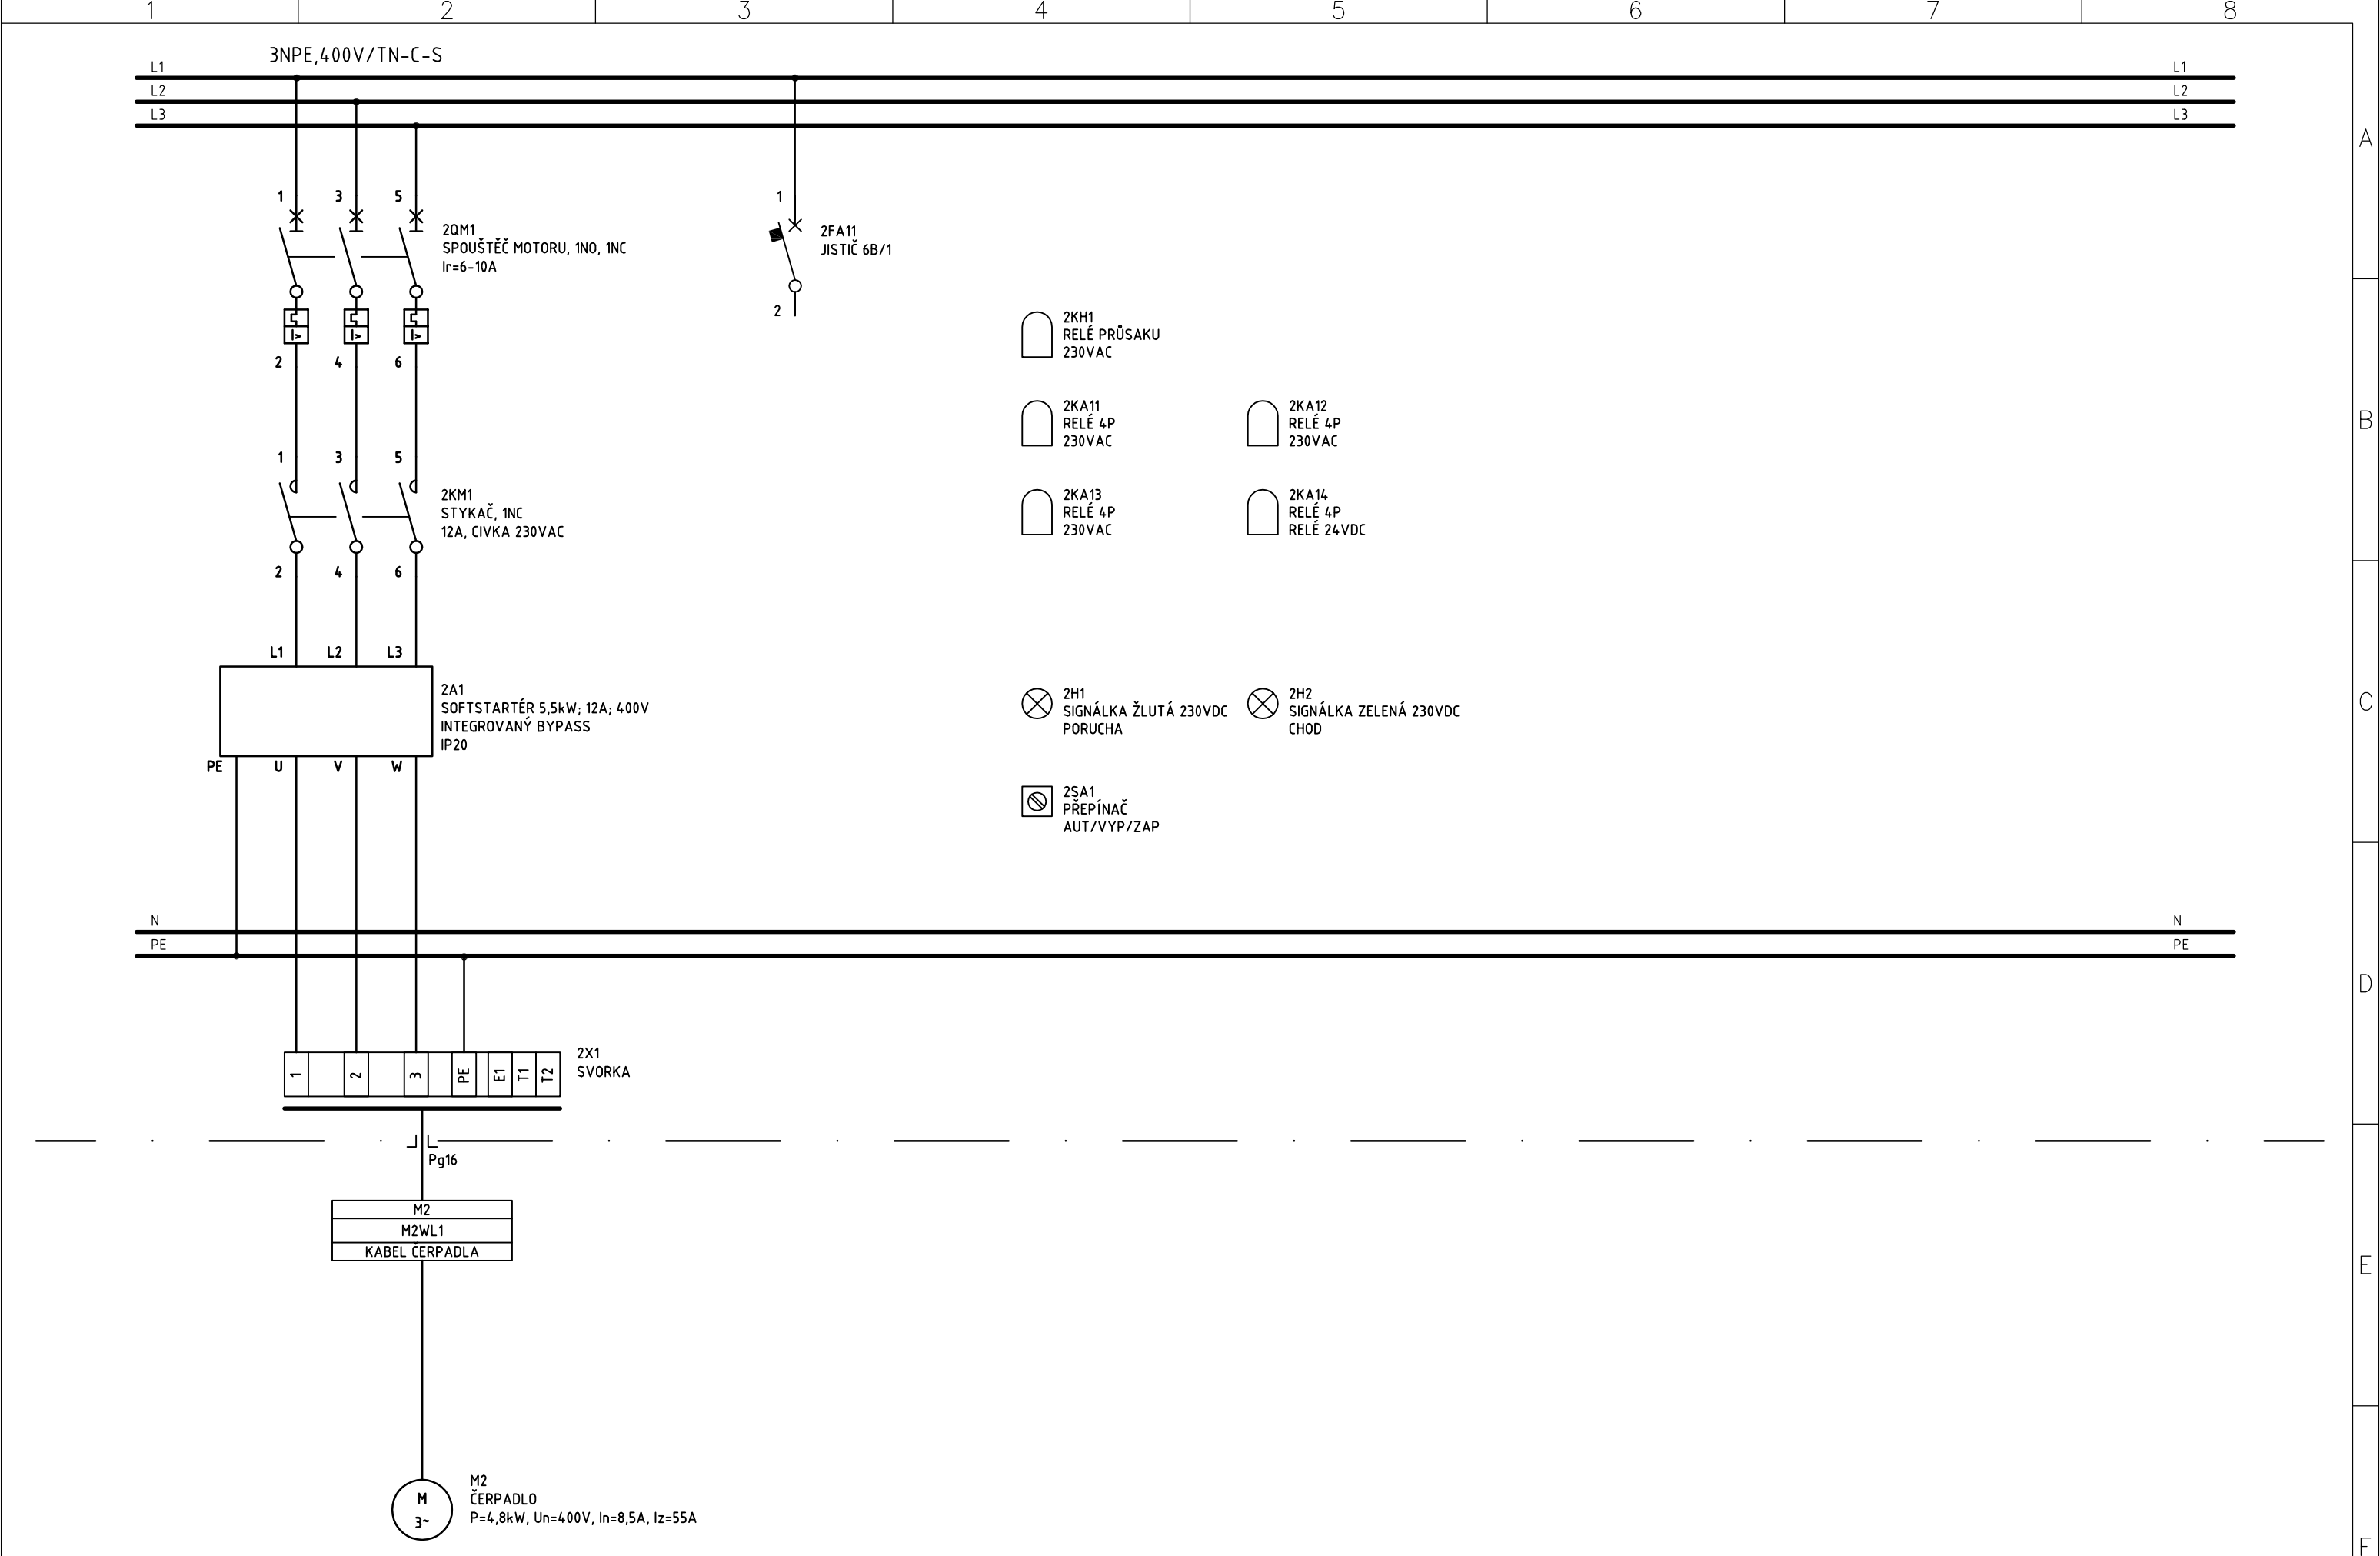 1 2 3 4 5 6 7 8
3NPE,400V/TN-C-S
L1 L1
L2 L2
L3 L3
A
1 3 5
2QM1
SPOUŠTĚČ MOTORU, 1NO, 1NC
Ir=6-10A
I> I> I>
2 4 6
1
2FA11
JISTIČ 6B/1
2
2KH1
RELÉ PRŮSAKU
230VAC
2KA11
RELÉ 4P
230VAC
2KA12
RELÉ 4P
230VAC
B
1 3 5
2KM1
STYKAČ, 1NC
12A, CIVKA 230VAC
2 4 6
2KA13
RELÉ 4P
230VAC
2KA14
RELÉ 4P
RELÉ 24VDC
L1 L2 L3
2A1
SOFTSTARTÉR 5,5kW; 12A; 400V
INTEGROVANÝ BYPASS
IP20
PE U V W
2H1
SIGNÁLKA ŽLUTÁ 230VDC
PORUCHA
2H2
SIGNÁLKA ZELENÁ 230VDC
CHOD
C
2SA1
PŘEPÍNAČ
AUT/VYP/ZAP
N N
PE PE
D
1 2 3 PE E1 T1 T2
2X1
SVORKA
Pg16
M2
M2WL1
KABEL ČERPADLA
E
M
3~
M2
ČERPADLO
P=4,8kW, Un=400V, In=8,5A, Iz=55A
F